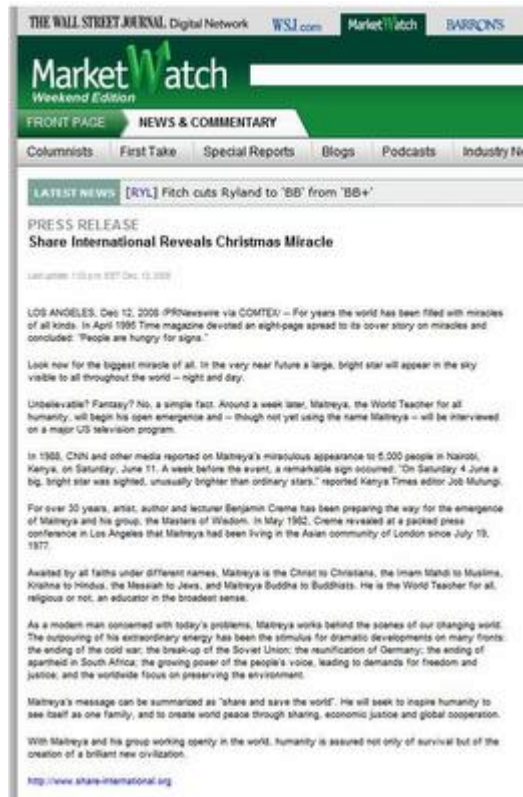 THE WALL STREET JOURNAL. Digital Network WSJ.com MarketWatch BARRON'S
MarketWatch
Weekend Edition
FRONT PAGE NEWS & COMMENTARY
Columnists First Take Special Reports Blogs Podcasts Industry N
LATEST NEWS [RYL] Fitch cuts Ryland to 'BB' from 'BB+'
PRESS RELEASE
Share International Reveals Christmas Miracle
Last update: EST Dec. 12, 2008
LOS ANGELES, Dec 12, 2008 /PRNewswire via COMTEX/ -- For years the world has been filled with miracles
of all kinds. In April 1995 Time magazine devoted an eight-page spread to its cover story on miracles and
concluded: "People are hungry for signs."
Look now for the biggest miracle of all. In the very near future a large, bright star will appear in the sky
visible to all throughout the world -- night and day.
Unbelievable? Fantasy? No, a simple fact. Around a week later, Maitreya, the World Teacher for all
humanity, will begin his open emergence and -- though not yet using the name Maitreya -- will be interviewed
on a major US television program.
In 1988, CNN and other media reported on Maitreya's miraculous appearance to 6,000 people in Nairobi,
Kenya, on Saturday, June 11. A week before the event, a remarkable sign occurred. "On Saturday 4 June a
big, bright star was sighted, unusually brighter than ordinary stars." reported Kenya Times editor Job Mutungi.
For over 30 years, artist, author and lecturer Benjamin Creme has been preparing the way for the emergence
of Maitreya and his group, the Masters of Wisdom. In May 1982, Creme revealed at a packed press
conference in Los Angeles that Maitreya had been living in the Asian community of London since July 19,
1977.
Awaited by all faiths under different names, Maitreya is the Christ to Christians, the Imam Mahdi to Muslims,
Krishna to Hindus, the Messiah to Jews, and Maitreya Buddha to Buddhists. He is the World Teacher for all,
religious or not, an educator in the broadest sense.
As a modern man concerned with today's problems, Maitreya works behind the scenes of our changing world.
The outpouring of his extraordinary energy has been the stimulus for dramatic developments on many fronts:
the ending of the cold war; the break-up of the Soviet Union; the reunification of Germany; the ending of
apartheid in South Africa; the growing power of the people's voice, leading to demands for freedom and
justice; and the worldwide focus on preserving the environment.
Maitreya's message can be summarized as "share and save the world". He will seek to inspire humanity to
see itself as one family, and to create world peace through sharing, economic justice and global cooperation.
With Maitreya and his group working openly in the world, humanity is assured not only of survival but of the
creation of a brilliant new civilization.
http://www.share-international.org